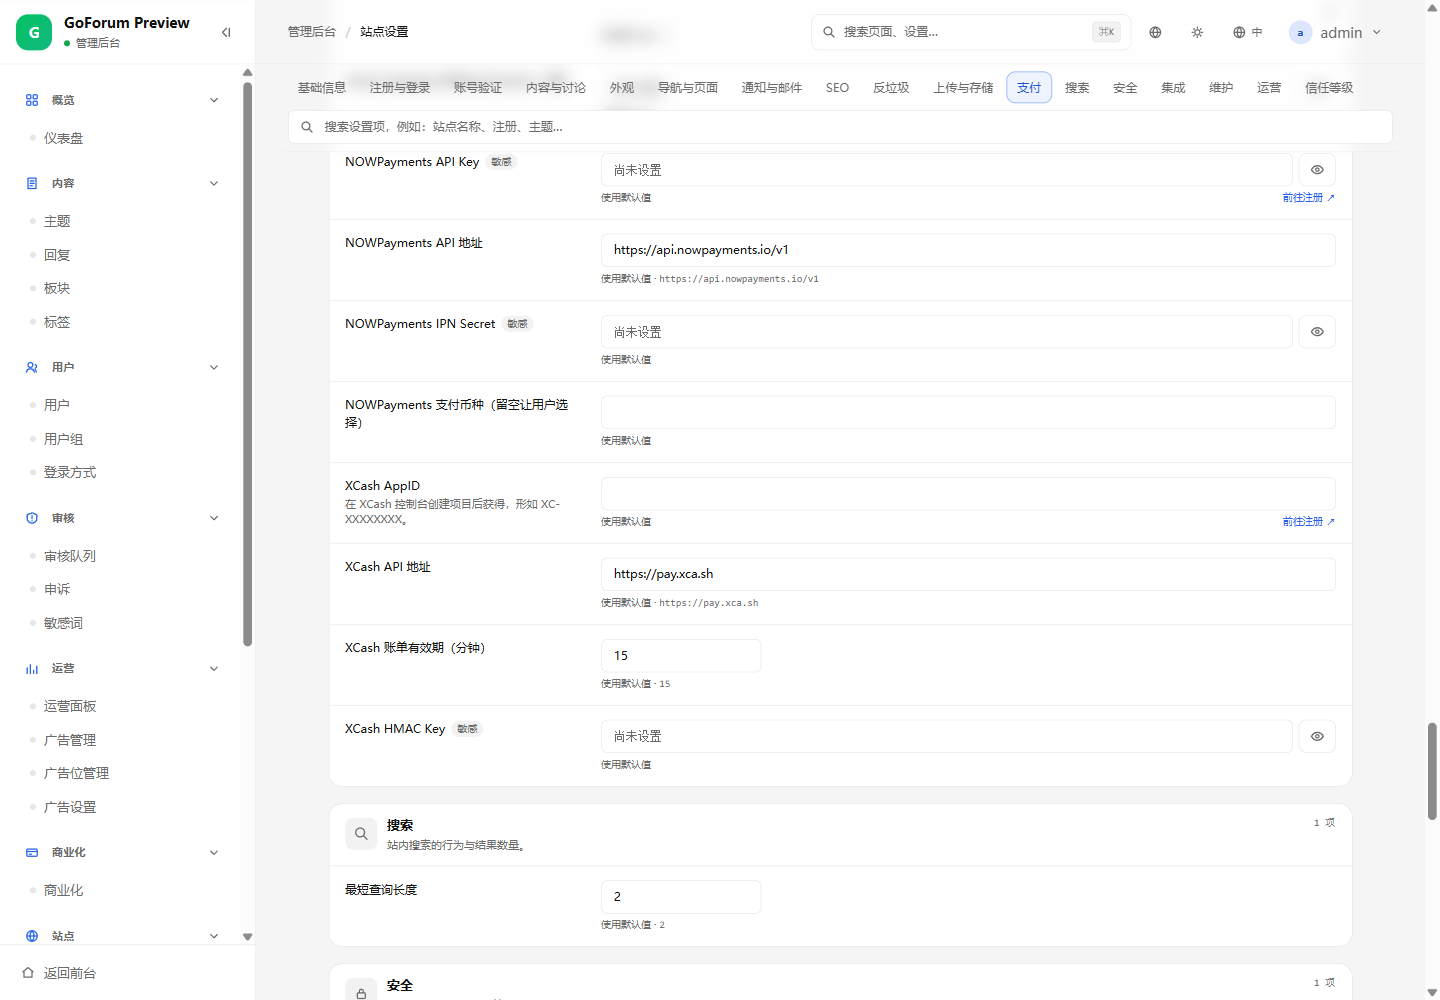 G
GoForum Preview
管理后台
管理后台 / 站点设置
搜索页面、设置...
⌘K
中
a
admin
基础信息 注册与登录 账号验证 内容与讨论 外观 导航与页面 通知与邮件 SEO 反垃圾 上传与存储 支付 搜索 安全 集成 维护 运营 信任等级
搜索设置项，例如：站点名称、注册、主题...
概览
仪表盘
内容
主题
回复
板块
标签
用户
用户
用户组
登录方式
审核
审核队列
申诉
敏感词
运营
运营面板
广告管理
广告位管理
广告设置
商业化
商业化
站点
返回前台
NOWPayments API Key 敏感
尚未设置
使用默认值
前往注册 ↗
NOWPayments API 地址
https://api.nowpayments.io/v1
使用默认值 · https://api.nowpayments.io/v1
NOWPayments IPN Secret 敏感
尚未设置
使用默认值
NOWPayments 支付币种（留空让用户选
择）
使用默认值
XCash AppID
在 XCash 控制台创建项目后获得，形如 XC-
XXXXXXXX。
使用默认值
前往注册 ↗
XCash API 地址
https://pay.xca.sh
使用默认值 · https://pay.xca.sh
XCash 账单有效期（分钟）
15
使用默认值 · 15
XCash HMAC Key 敏感
尚未设置
使用默认值
搜索
站内搜索的行为与结果数量。
1 项
最短查询长度
2
使用默认值 · 2
安全
1 项